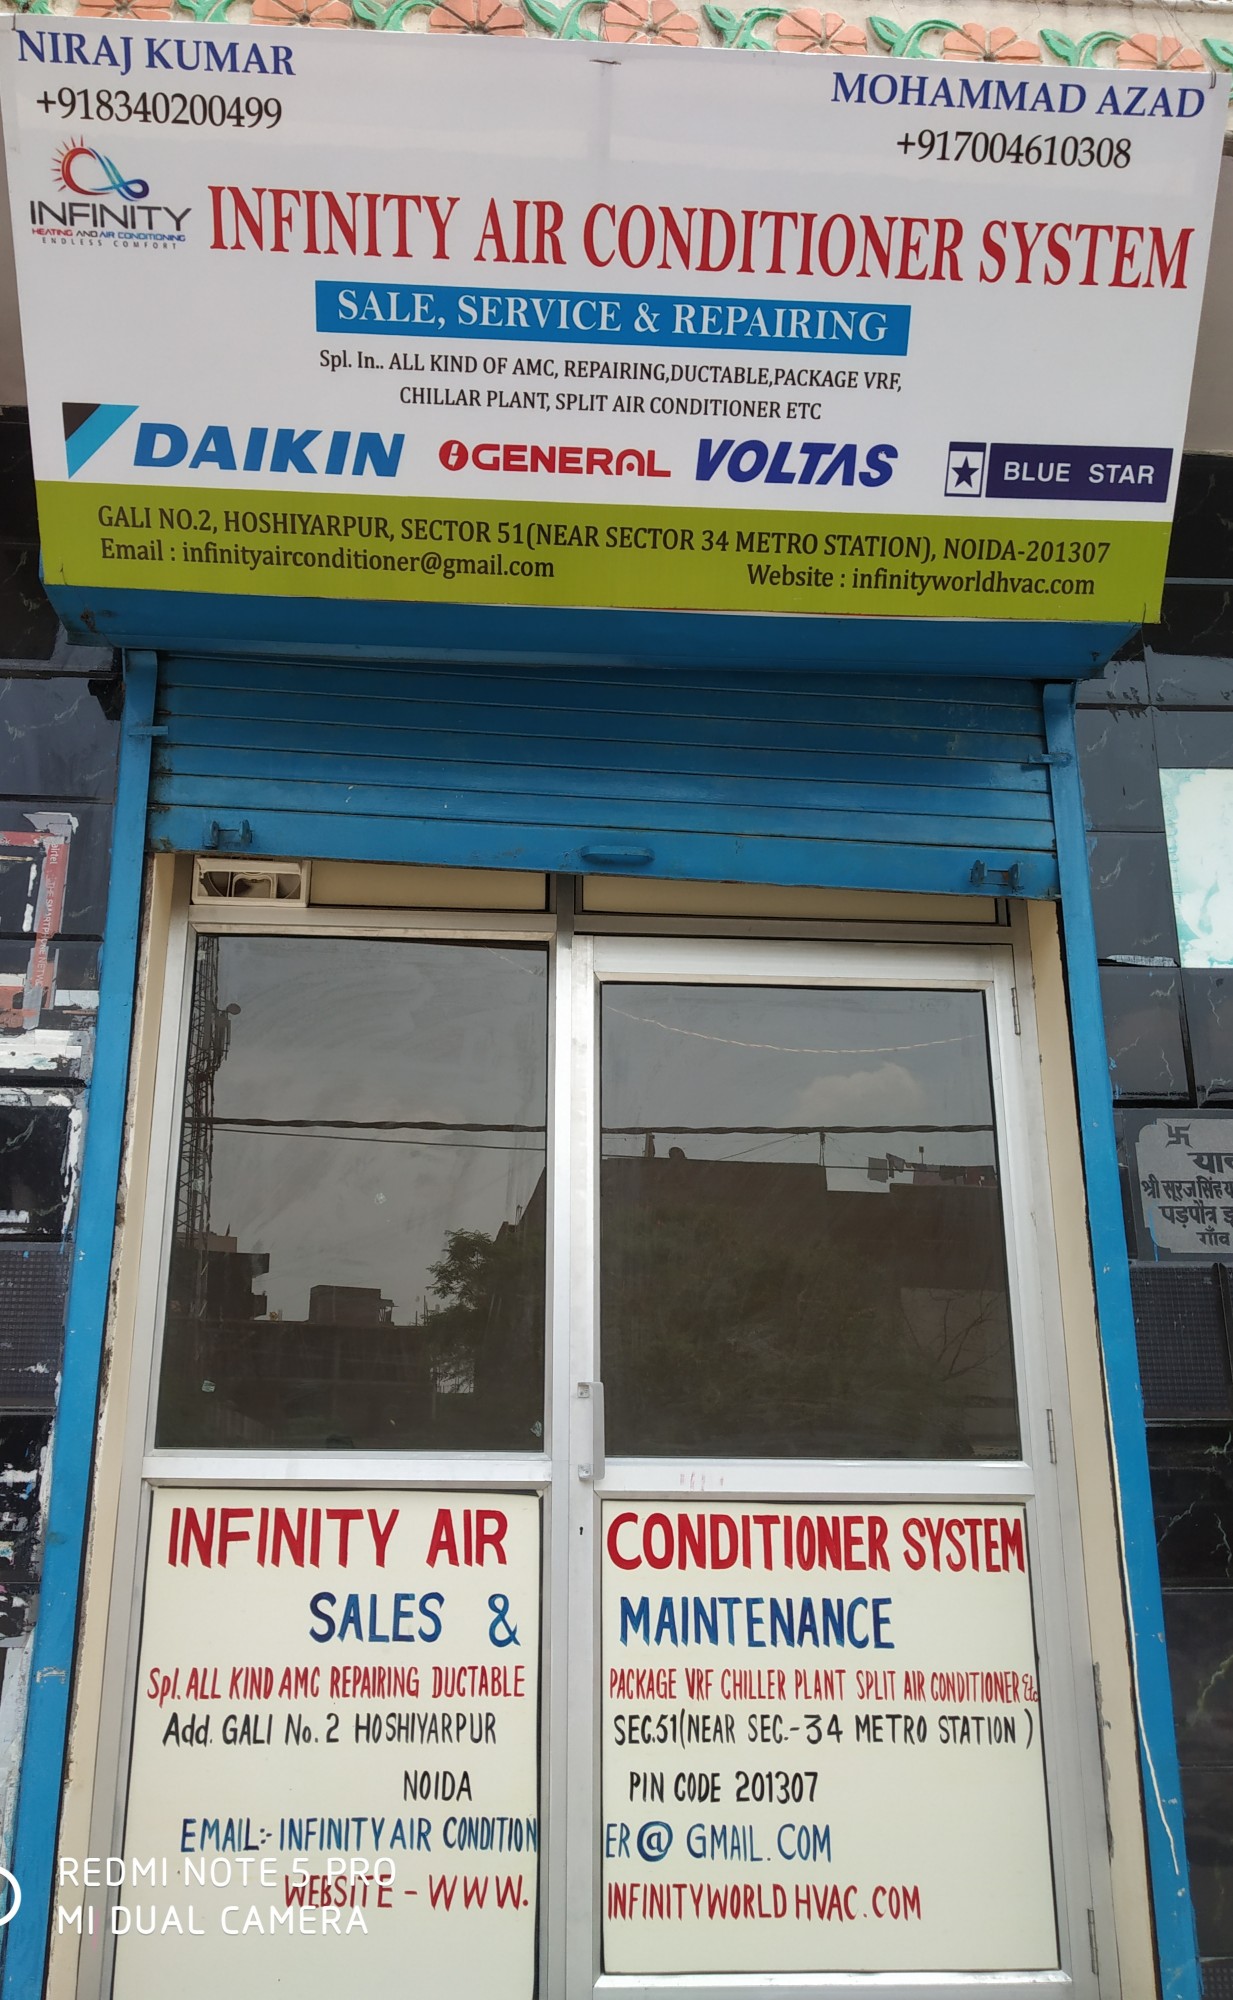 NIRAJ KUMAR
+918340200499
MOHAMMAD AZAD
+917004610308
INFINITY
HEATING AND AIR CONDITIONING
ENDLESS COMFORT
INFINITY AIR CONDITIONER SYSTEM
SALE, SERVICE & REPAIRING
Spl. In.. ALL KIND OF AMC, REPAIRING,DUCTABLE,PACKAGE VRF,
CHILLAR PLANT, SPLIT AIR CONDITIONER ETC
DAIKIN GENERAL VOLTAS BLUE STAR
GALI NO.2, HOSHIYARPUR, SECTOR 51(NEAR SECTOR 34 METRO STATION), NOIDA-201307
Email : infinityairconditioner@gmail.com Website : infinityworldhvac.com
श्री सूरज सिंह
पड़पौत्र
गाँव
INFINITY AIR CONDITIONER SYSTEM
SALES & MAINTENANCE
Spl. ALL KIND AMC REPAIRING DUCTABLE PACKAGE VRF CHILLER PLANT SPLIT AIR CONDITIONER Etc
Add. GALI No. 2 HOSHIYARPUR SEC.51(NEAR SEC.-34 METRO STATION )
NOIDA PIN CODE 201307
EMAIL:- INFINITYAIR CONDITIONER@ GMAIL.COM
WEBSITE - WWW. INFINITYWORLD HVAC.COM
REDMI NOTE 5 PRO
MI DUAL CAMERA